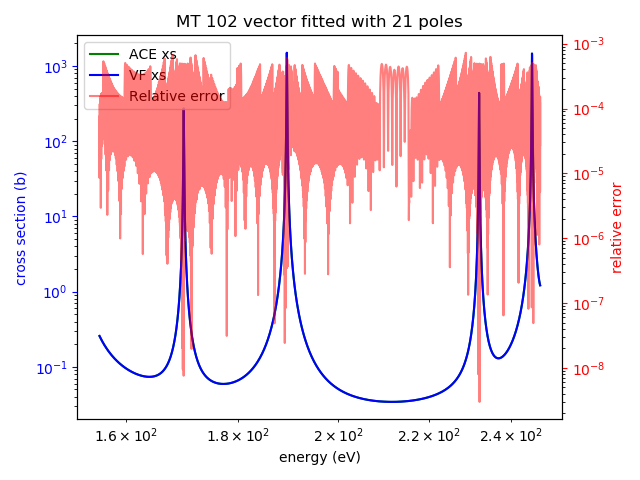 MT 102 vector fitted with 21 poles
ACE xs
VF xs
Relative error
10³
10²
10¹
10⁰
10⁻¹
cross section (b)
10⁻³
10⁻⁴
10⁻⁵
10⁻⁶
10⁻⁷
10⁻⁸
relative error
1.6 × 10² 1.8 × 10² 2 × 10² 2.2 × 10² 2.4 × 10²
energy (eV)